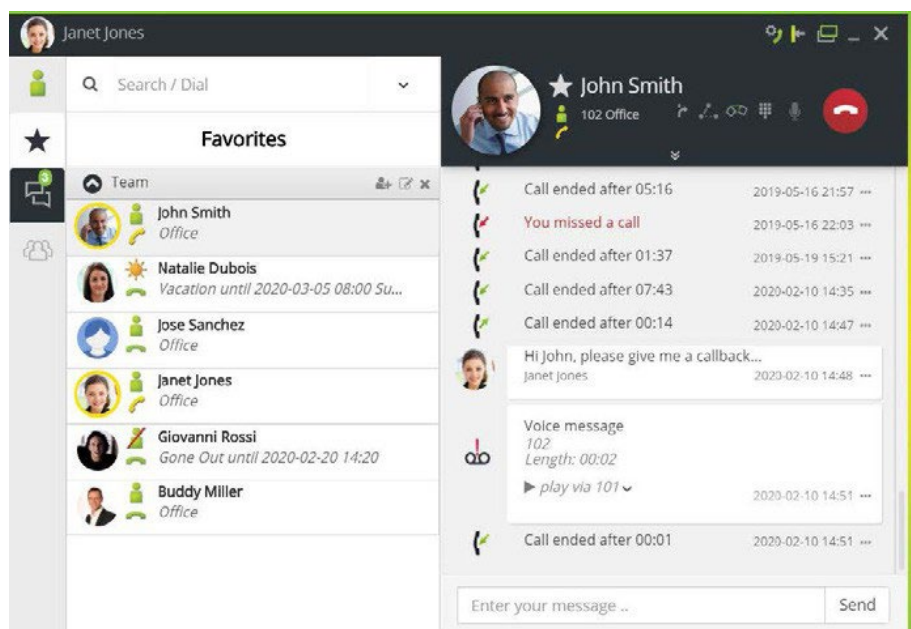 Janet Jones
Search / Dial
Favorites
Team
John Smith
Office
Natalie Dubois
Vacation until 2020-03-05 08:00 Su...
Jose Sanchez
Office
Janet Jones
Office
Giovanni Rossi
Gone Out until 2020-02-20 14:20
Buddy Miller
Office
3
John Smith
102 Office
Call ended after 05:16 2019-05-16 21:57 •••
You missed a call 2019-05-16 22:03 •••
Call ended after 01:37 2019-05-19 15:21 •••
Call ended after 07:43 2020-02-10 14:35 •••
Call ended after 00:14 2020-02-10 14:47 •••
Hi John, please give me a callback...
Janet Jones 2020-02-10 14:48 •••
Voice message
102
Length: 00:02
play via 101
2020-02-10 14:51 •••
Call ended after 00:01 2020-02-10 14:51 •••
Enter your message .. Send